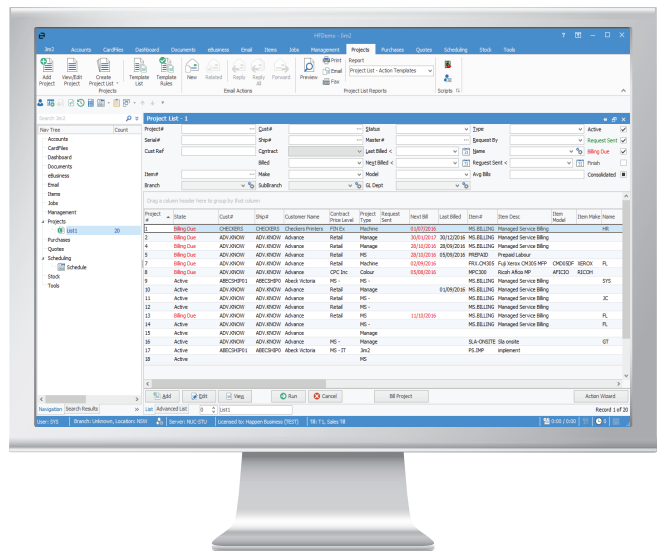 HFDemo - Jim2
Jim2 Accounts CardFiles Dashboard Documents eBusiness Email Items Jobs Management Projects Purchases Quotes Scheduling Stock Tools
Add Project View/Edit Project Create Project List Template List Template Rules View Related Reply Reply All Forward Preview Print Email Fax Report Project List - Action Templates
Projects Email Actions Project List Reports Scripts
Search Jim2
Nav Tree Count
Accounts
CardFiles
Dashboard
Documents
eBusiness
Email
Items
Jobs
Management
Projects
List1 20
Purchases
Quotes
Scheduling
Schedule
Stock
Tools
Project List - 1
Project# Cust# Status Type Active
Serial# Ship# Master# Request By Request Sent
Cust Ref Contract Last Billed < Name Billing Due
Billed Next Billed < Request Sent < Finish
Item# Make Model Avg Bills Consolidated
Branch SubBranch GL Dept
Drag a column header here to group by that column
Project # State Cust# Ship# Customer Name Contract Price Level Project Type Request Sent Next Bill Last Billed Item# Item Desc Item Model Item Make Name
1 Billing Due CHECKERS CHECKERS Checkers Printers FIN Ex Machine 01/07/2016 MS.BILLING Managed Service Billing HR
2 Billing Due ADV.KNOW ADV.KNOW Advance Retail Manage 30/01/2017 30/12/2016 MS.BILLING Managed Service Billing
4 Billing Due ADV.KNOW ADV.KNOW Advance Retail Manage 28/10/2016 28/09/2016 MS.BILLING Managed Service Billing
5 Billing Due ADV.KNOW ADV.KNOW Advance Retail MS 28/10/2016 05/09/2016 PREPAID Prepaid Labour
7 Billing Due ADV.KNOW ADV.KNOW Advance Retail Machine 02/09/2016 FRX.CM305 Fuji Xerox CM305 MFP CM305DF XEROX FL
8 Billing Due ADV.KNOW ADV.KNOW Advance CPC Inc Colour 05/08/2016 MPC300 Ricoh Aficio MP AFICIO RICOH
9 Active ABECSHIP01 ABECSHIP0 Abeck Victoria MS - MS - MS.BILLING Managed Service Billing SYS
10 Active ADV.KNOW ADV.KNOW Advance Retail Manage 01/09/2016 MS.BILLING Managed Service Billing
11 Active ADV.KNOW ADV.KNOW Advance Retail MS - MS.BILLING Managed Service Billing JC
12 Active ADV.KNOW ADV.KNOW Advance Retail MS - MS.BILLING Managed Service Billing
13 Billing Due ADV.KNOW ADV.KNOW Advance Retail MS 11/10/2016 MS.BILLING Managed Service Billing FL
14 Active ADV.KNOW ADV.KNOW Advance Retail MS - MS.BILLING Managed Service Billing FL
15 Active ADV.KNOW ADV.KNOW Advance Manage
16 Active ADV.KNOW ADV.KNOW Advance MS - Manage SLA-ONSITE Sla onsite GT
17 Active ABECSHIP01 ABECSHIP0 Abeck Victoria MS - IT Jim2 PS.IMP implement
18 Active MS
Add Edit View Run Cancel Bill Project Action Wizard
Navigation Search Results List Advanced List 0 List1 Record 1 of 20
User: SYS Branch: Unknown, Location: NSW Server: NUC-STU Licensed to: Happen Business (TEST) Till: T1, Sales Till 0:00 / 0:00 0